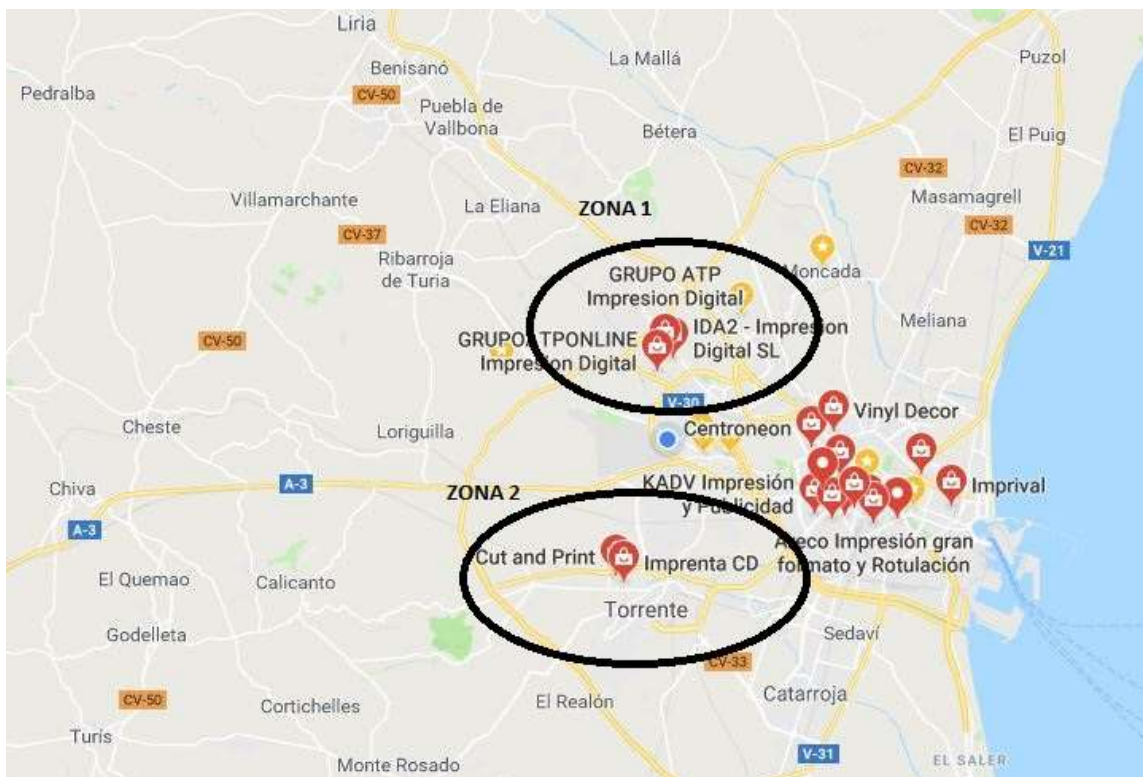 Liria
La Mallá
Puzol
Benisanó
Pedralba
CV-50
Puebla de
Vallbona
Bétera
El Puig
CV-32
Masamagrell
Villamarchante
La Eliana
ZONA 1
CV-32
CV-37
V-21
Ribarroja
de Turia
GRUPO ATP
Impresion Digital
Moncada
Meliana
GRUPO ATPONLINE
Impresion Digital
IDA2 - Impresion
Digital SL
CV-50
V-30
Cheste
Loriguilla
Centroneon
Vinyl Decor
Chiva
A-3
ZONA 2
KADV Impresión
y Publicidad
Imprival
A-3
Cut and Print
Imprenta CD
Ateco Impresión gran
formato y Rotulación
El Quemao
Calicanto
Torrente
Godelleta
Sedaví
CV-33
CV-50
Cortichelles
El Realón
Catarroja
Turís
Monte Rosado
V-31
EL SALER